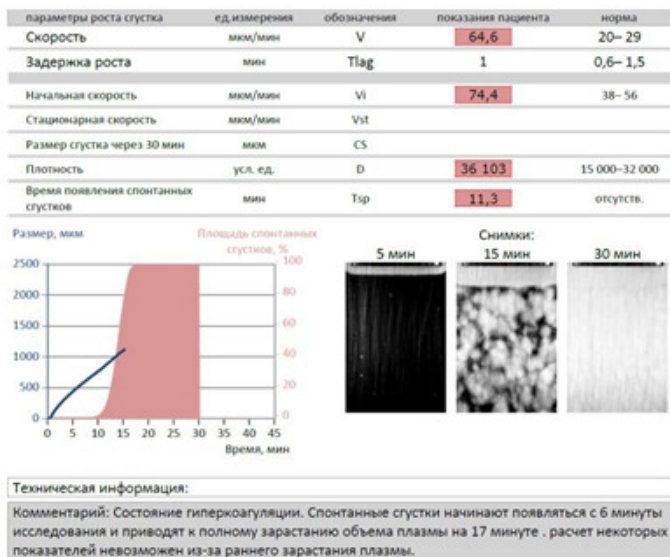 параметры роста сгустка ед.измерения обозначения показания пациента норма
Скорость мкм/мин V 64,6 20– 29
Задержка роста мин Tlag 1 0,6– 1,5
Начальная скорость мкм/мин Vi 74,4 38– 56
Стационарная скорость мкм/мин Vst
Размер сгустка через 30 мин мкм CS
Плотность усл. ед. D 36 103 15 000–32 000
Время появления спонтанных
сгустков мин Tsp 11,3 отсутств.
Размер, мкм
Площадь спонтанных
сгустков, %
Снимки:
5 мин 15 мин 30 мин
2500 100
2000 80
1500 60
1000 40
500 20
0 0
0 5 10 15 20 25 30 35 40 45
Время, мин
Техническая информация:
Комментарий: Состояние гиперкоагуляции. Спонтанные сгустки начинают появляться с 6 минуты
исследования и приводят к полному зарастанию объема плазмы на 17 минуте . расчет некоторы
показателей невозможен из-за раннего зарастания плазмы.